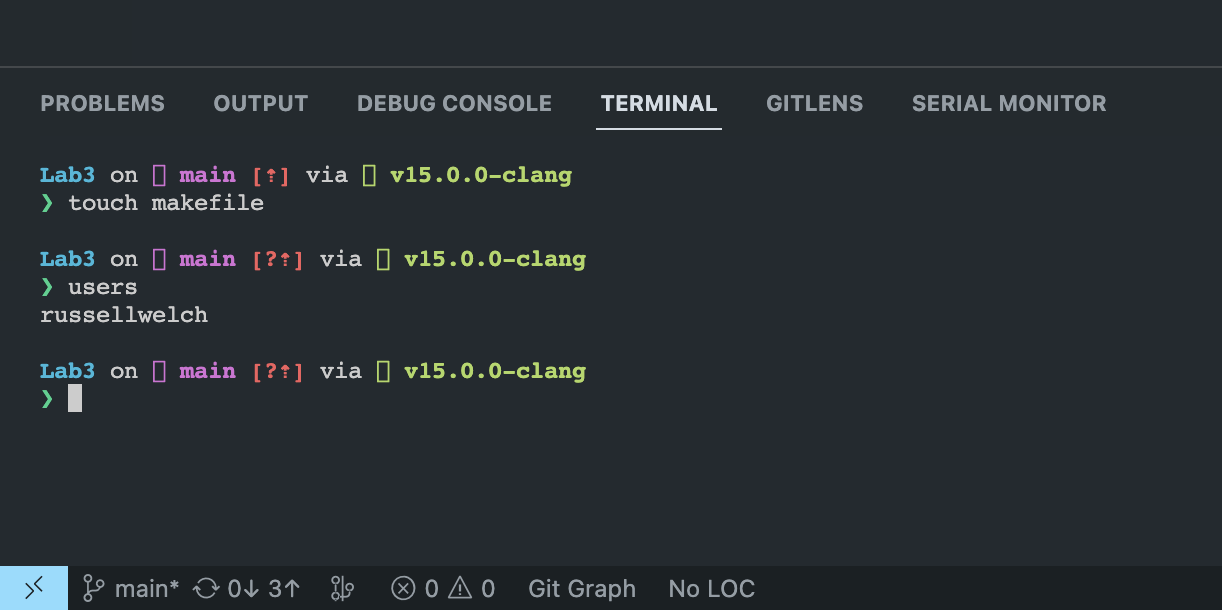 PROBLEMS OUTPUT DEBUG CONSOLE TERMINAL GITLENS SERIAL MONITOR
Lab3 on main [⇡] via v15.0.0-clang
❯ touch makefile
Lab3 on main [?⇡] via v15.0.0-clang
❯ users
russellwelch
Lab3 on main [?⇡] via v15.0.0-clang
❯
main* 0↓ 3↑ 0 0 Git Graph No LOC